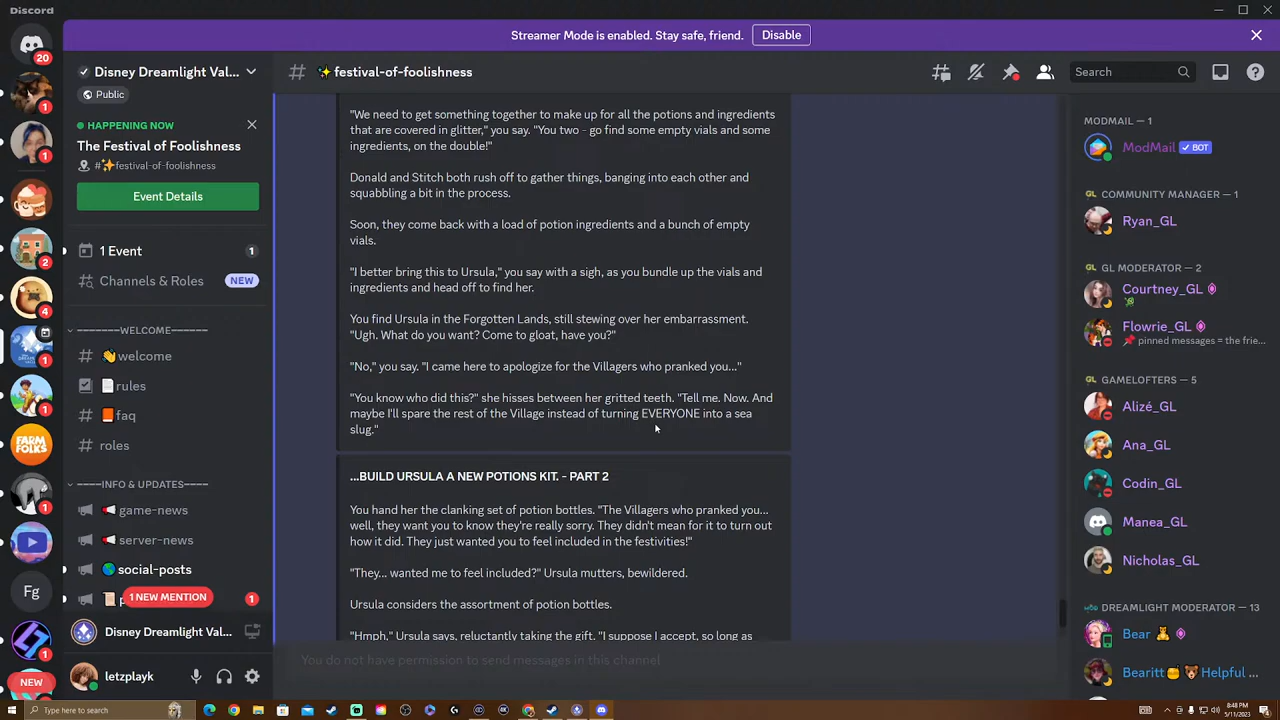 Discord
Streamer Mode is enabled. Stay safe, friend.
Disable
20
1
1
2
4
1
1
Fg
1
NEW
Disney Dreamlight Val...
Public
HAPPENING NOW
The Festival of Foolishness
#✨festival-of-foolishness
Event Details
1 Event
1
Channels & Roles
NEW
-------WELCOME------
👋welcome
📄rules
📙faq
roles
----INFO & UPDATES----
📢game-news
📢server-news
🌎social-posts
1 NEW MENTION
1
Disney Dreamlight Val...
letzplayk
✨festival-of-foolishness
Search
"We need to get something together to make up for all the potions and ingredients
that are covered in glitter," you say. "You two - go find some empty vials and some
ingredients, on the double!"
Donald and Stitch both rush off to gather things, banging into each other and
squabbling a bit in the process.
Soon, they come back with a load of potion ingredients and a bunch of empty
vials.
"I better bring this to Ursula," you say with a sigh, as you bundle up the vials and
ingredients and head off to find her.
You find Ursula in the Forgotten Lands, still stewing over her embarrassment.
"Ugh. What do you want? Come to gloat, have you?"
"No," you say. "I came here to apologize for the Villagers who pranked you..."
"You know who did this?" she hisses between her gritted teeth. "Tell me. Now. And
maybe I'll spare the rest of the Village instead of turning EVERYONE into a sea
slug."
...BUILD URSULA A NEW POTIONS KIT. - PART 2
You hand her the clanking set of potion bottles. "The Villagers who pranked you...
well, they want you to know they're really sorry. They didn't mean for it to turn out
how it did. They just wanted you to feel included in the festivities!"
"They... wanted me to feel included?" Ursula mutters, bewildered.
Ursula considers the assortment of potion bottles.
"Hmph," Ursula says, reluctantly taking the gift. "I suppose I accept, so long as
You do not have permission to send messages in this channel
MODMAIL — 1
ModMail
✓ BOT
GL COMMUNITY MANAGER — 1
Ryan_GL
GL GL MODERATOR — 2
Courtney_GL
Flowrie_GL
📌 pinned messages = the frie...
GL GAMELOFTERS — 5
Alizé_GL
Ana_GL
Codin_GL
Manea_GL
Nicholas_GL
DREAMLIGHT MODERATOR — 13
Bear 🧸
Bearitt🍯🐻Helpful ...
Type here to search
8:48 PM
5/11/2023